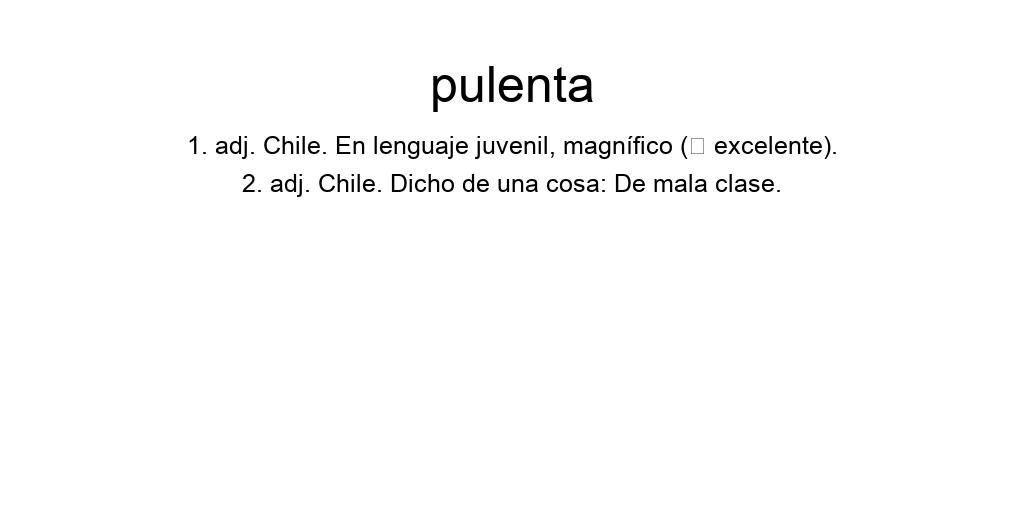 pulenta
1. adj. Chile. En lenguaje juvenil, magnífico (□ excelente).
2. adj. Chile. Dicho de una cosa: De mala clase.